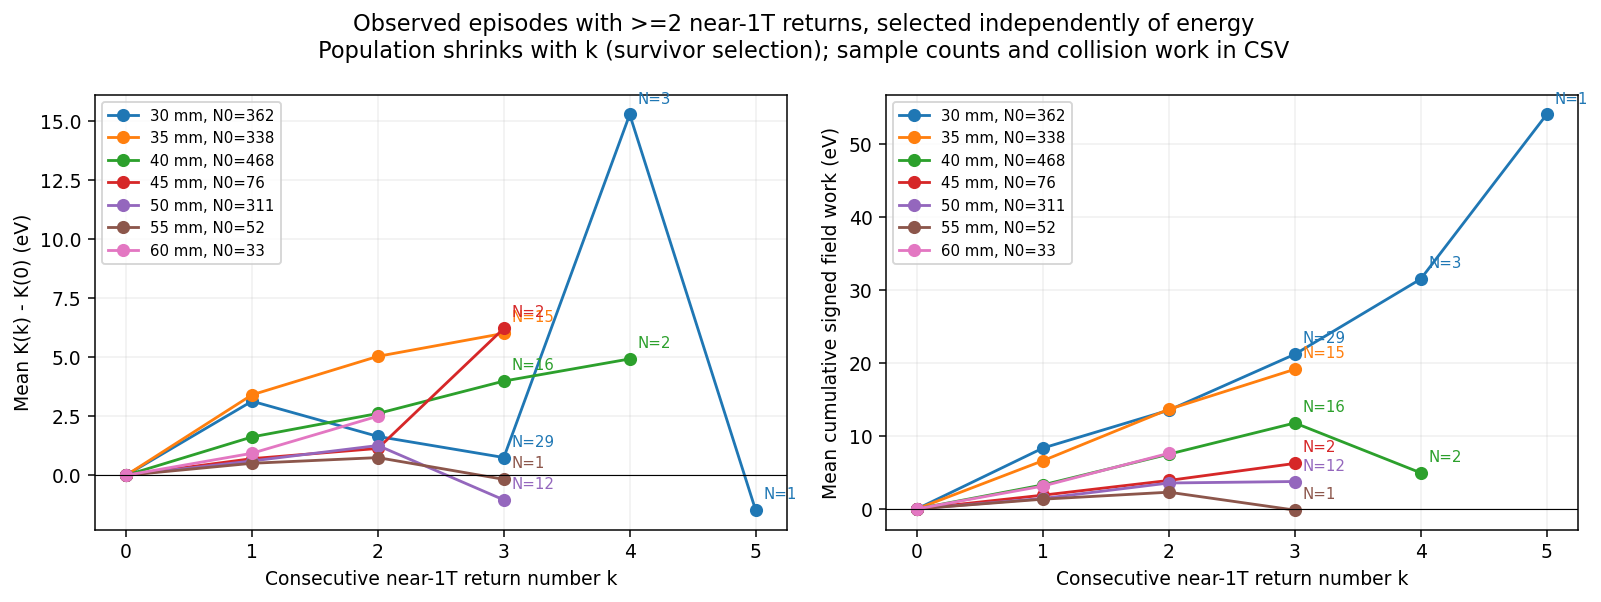 Observed episodes with >=2 near-1T returns, selected independently of energy
Population shrinks with k (survivor selection); sample counts and collision work in CSV
Mean K(k) - K(0) (eV)
15.0
12.5
10.0
7.5
5.0
2.5
0.0
30 mm, N0=362
35 mm, N0=338
40 mm, N0=468
45 mm, N0=76
50 mm, N0=311
55 mm, N0=52
60 mm, N0=33
N=3
N=2
N=15
N=2
N=16
N=29
N=1
N=12
N=1
0 1 2 3 4 5
Consecutive near-1T return number k
Mean cumulative signed field work (eV)
50
40
30
20
10
0
30 mm, N0=362
35 mm, N0=338
40 mm, N0=468
45 mm, N0=76
50 mm, N0=311
55 mm, N0=52
60 mm, N0=33
N=1
N=3
N=29
N=15
N=16
N=2
N=2
N=12
N=1
0 1 2 3 4 5
Consecutive near-1T return number k